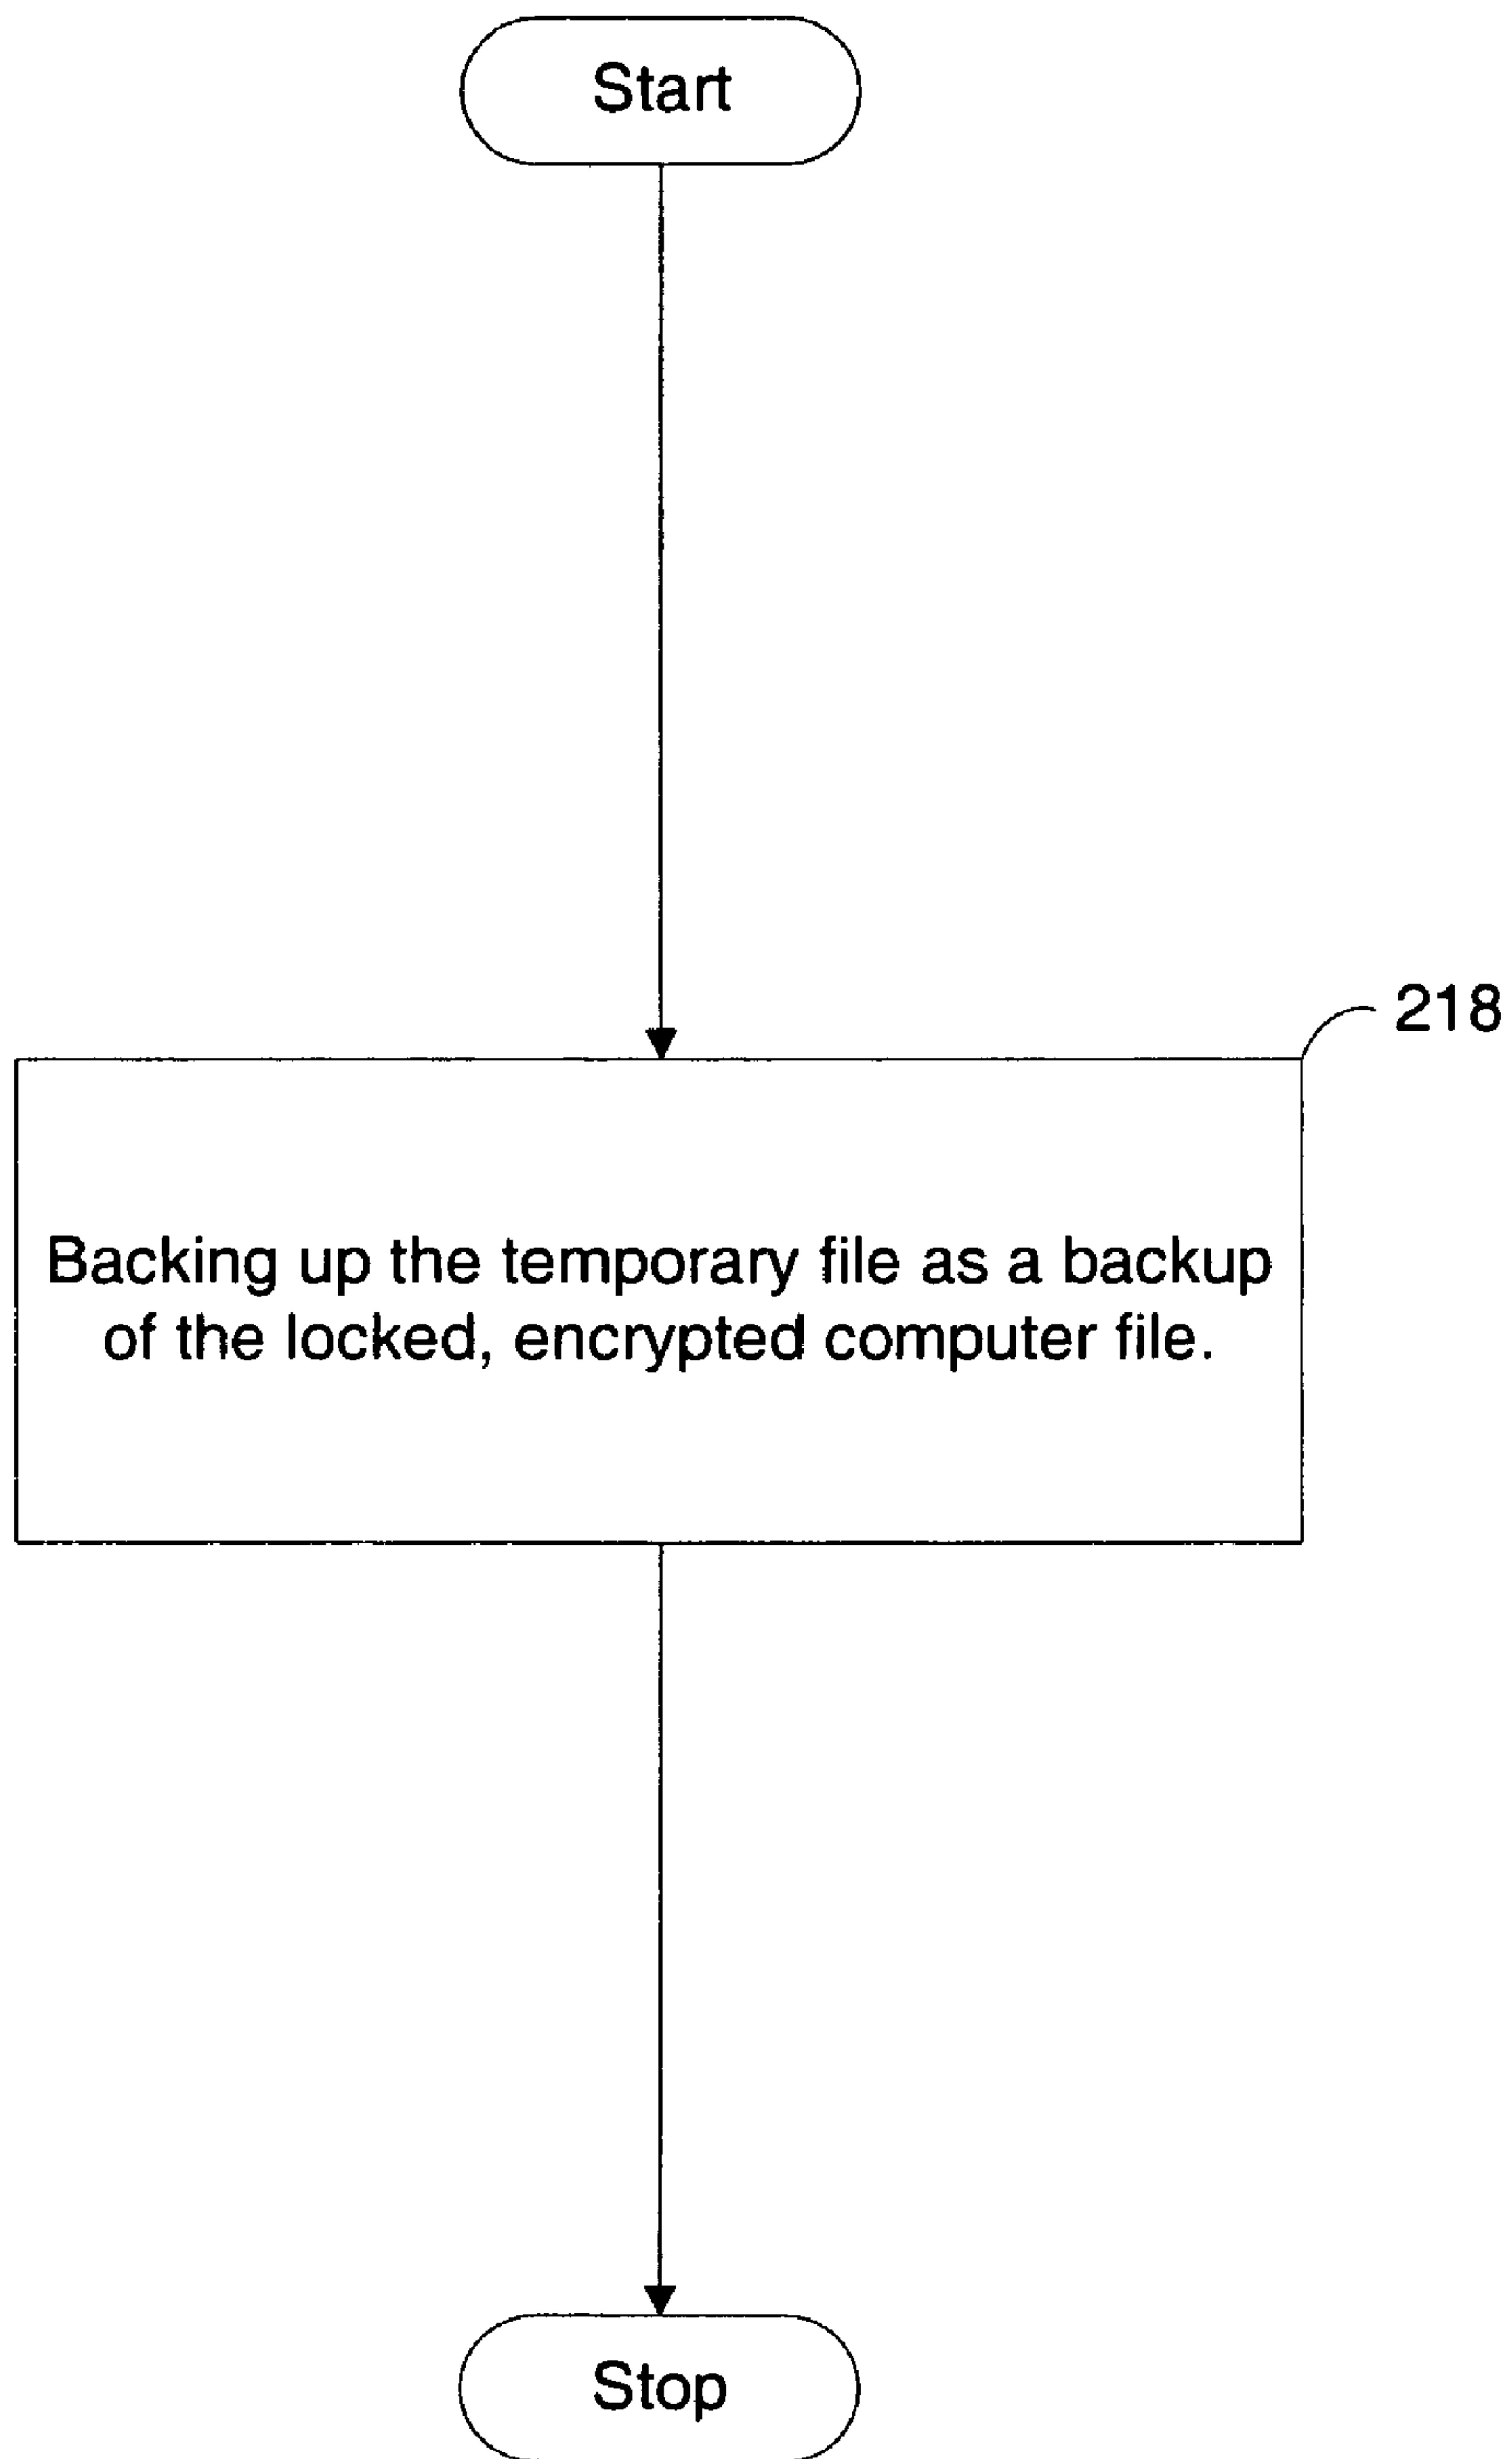 Start
218
Backing up the temporary file as a backup
of the locked, encrypted computer file.
Stop